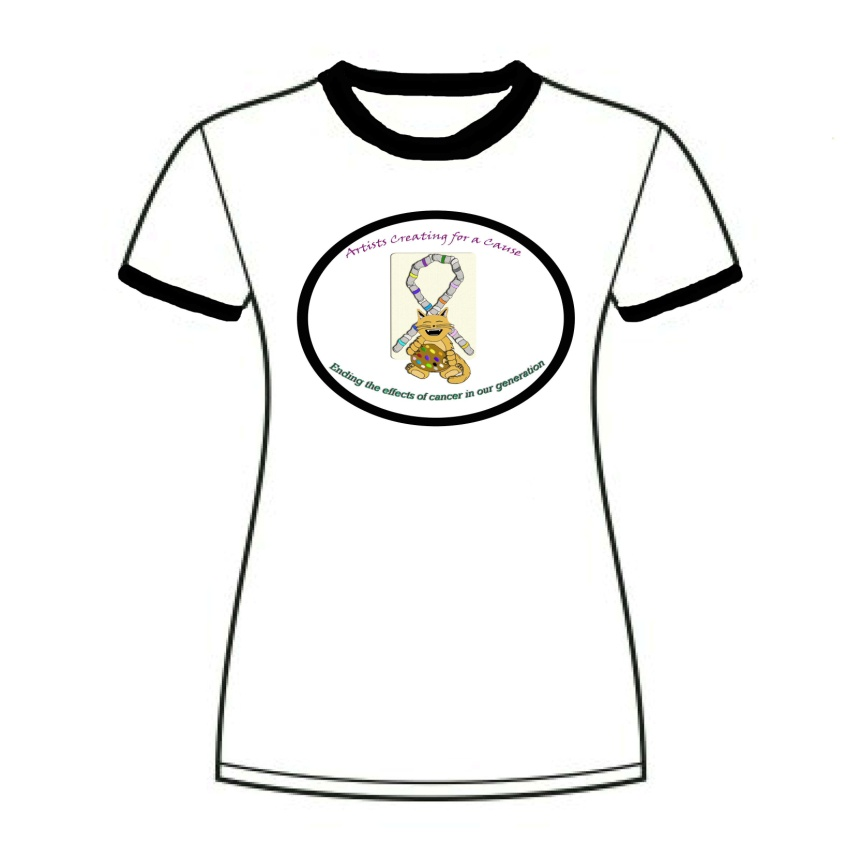 Artists Creating for a Cause
Ending the effects of cancer in our generation